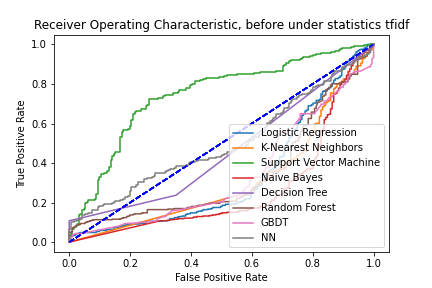 Receiver Operating Characteristic, before under statistics tfidf
True Positive Rate
1.0
0.8
0.6
0.4
0.2
0.0
Logistic Regression
K-Nearest Neighbors
Support Vector Machine
Naive Bayes
Decision Tree
Random Forest
GBDT
NN
0.0 0.2 0.4 0.6 0.8 1.0
False Positive Rate